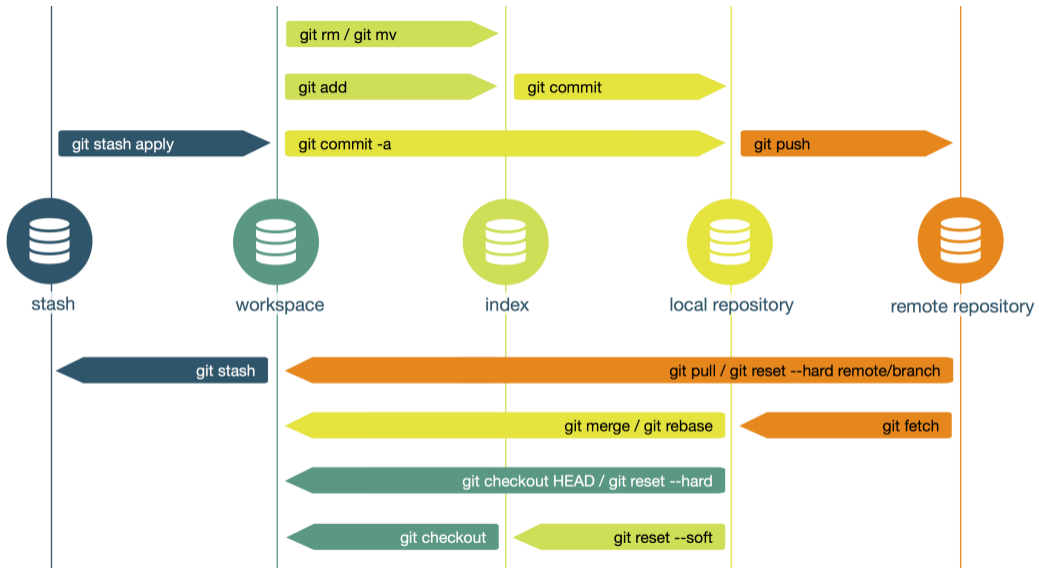 git rm / git mv
git add
git commit
git stash apply
git commit -a
git push
stash
workspace
index
local repository
remote repository
git stash
git pull / git reset --hard remote/branch
git merge / git rebase
git fetch
git checkout HEAD / git reset --hard
git checkout
git reset --soft